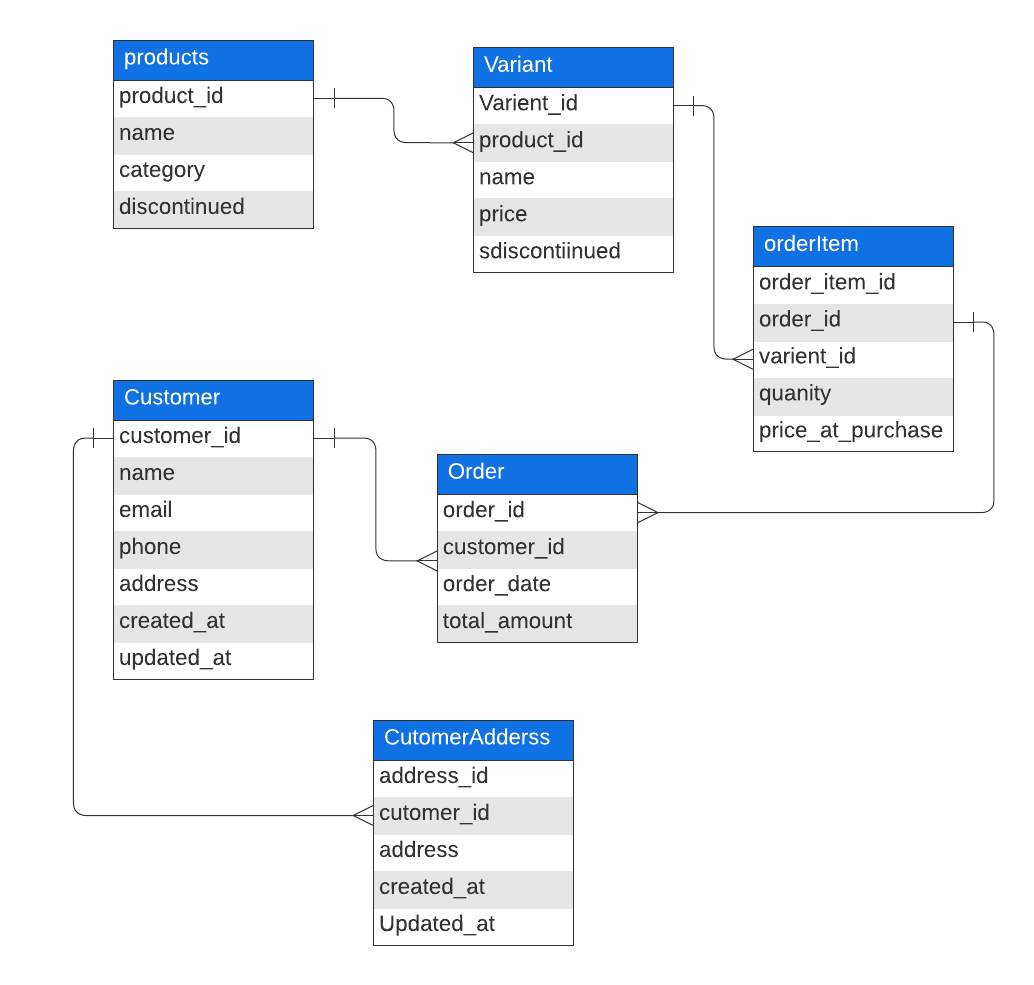 products
product_id
name
category
discontinued
Variant
Varient_id
product_id
name
price
sdiscontiinued
orderItem
order_item_id
order_id
varient_id
quanity
price_at_purchase
Customer
customer_id
name
email
phone
address
created_at
updated_at
Order
order_id
customer_id
order_date
total_amount
CutomerAdderss
address_id
cutomer_id
address
created_at
Updated_at